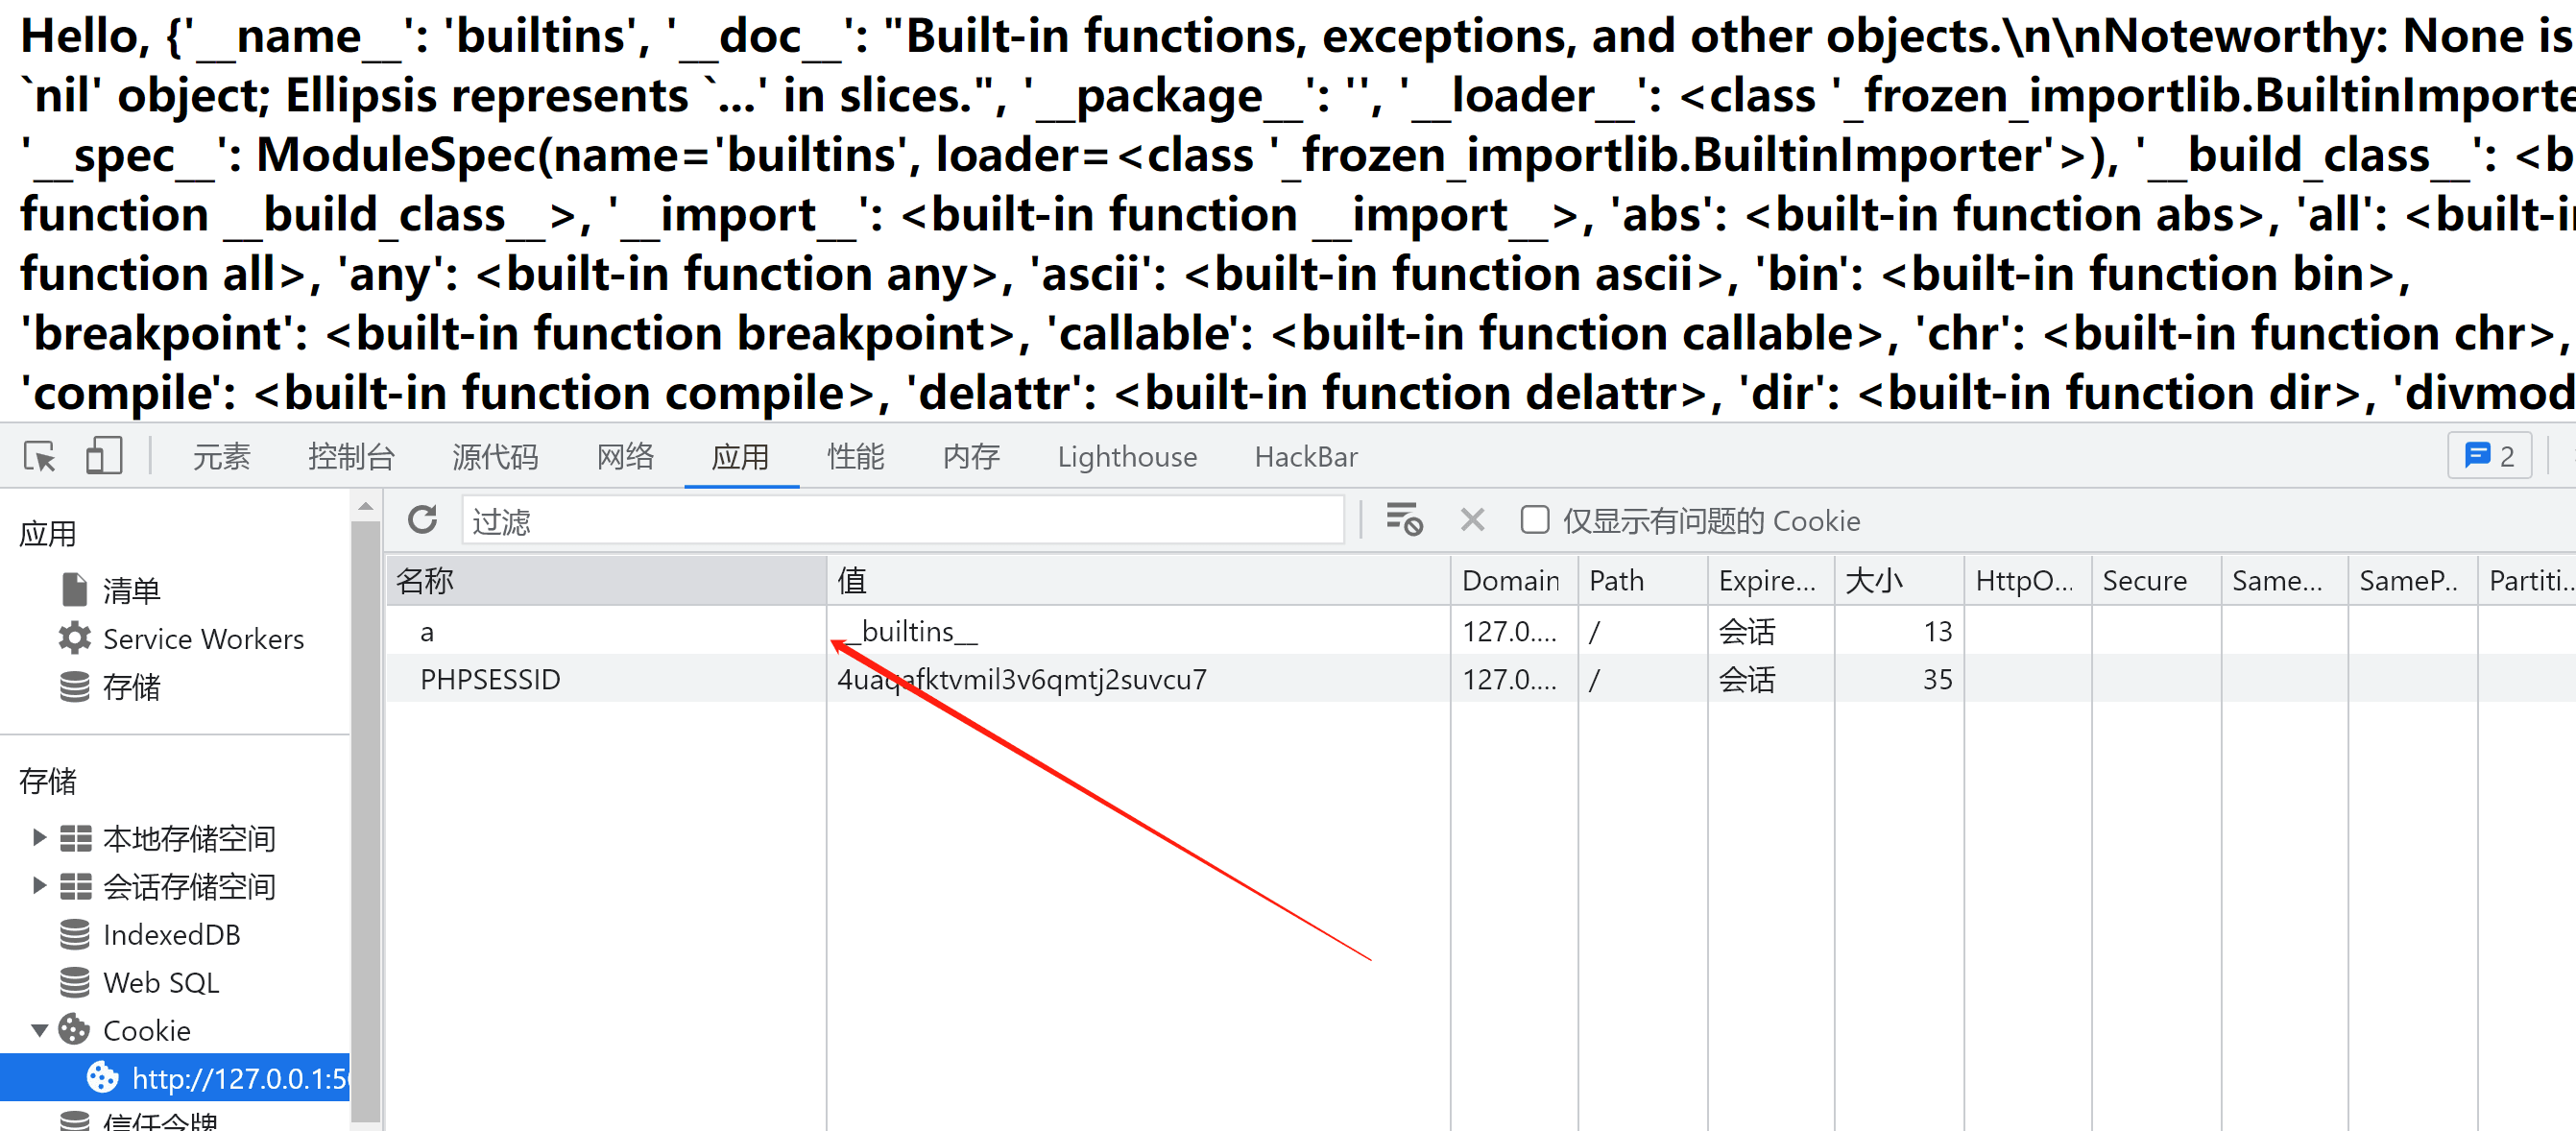 Hello, {'__name__': 'builtins', '__doc__': "Built-in functions, exceptions, and other objects.\n\nNoteworthy: None is
`nil' object; Ellipsis represents `...' in slices.", '__package__': '', '__loader__': <class '_frozen_importlib.BuiltinImporte
'__spec__': ModuleSpec(name='builtins', loader=<class '_frozen_importlib.BuiltinImporter'>), '__build_class__': <b
function __build_class__>, '__import__': <built-in function __import__>, 'abs': <built-in function abs>, 'all': <built-in
function all>, 'any': <built-in function any>, 'ascii': <built-in function ascii>, 'bin': <built-in function bin>,
'breakpoint': <built-in function breakpoint>, 'callable': <built-in function callable>, 'chr': <built-in function chr>,
'compile': <built-in function compile>, 'delattr': <built-in function delattr>, 'dir': <built-in function dir>, 'divmod
元素 控制台 源代码 网络 应用 性能 内存 Lighthouse HackBar 2
应用
过滤 仅显示有问题的 Cookie
名称 值 Domain Path Expire... 大小 HttpO... Secure Same... SameP.. Partiti...
清单
a __builtins__ 127.0.... / 会话 13
Service Workers
PHPSESSID 4uaqafktvmil3v6qmtj2suvcu7 127.0.... / 会话 35
存储
存储
本地存储空间
会话存储空间
IndexedDB
Web SQL
Cookie
http://127.0.0.1:50
信任令牌